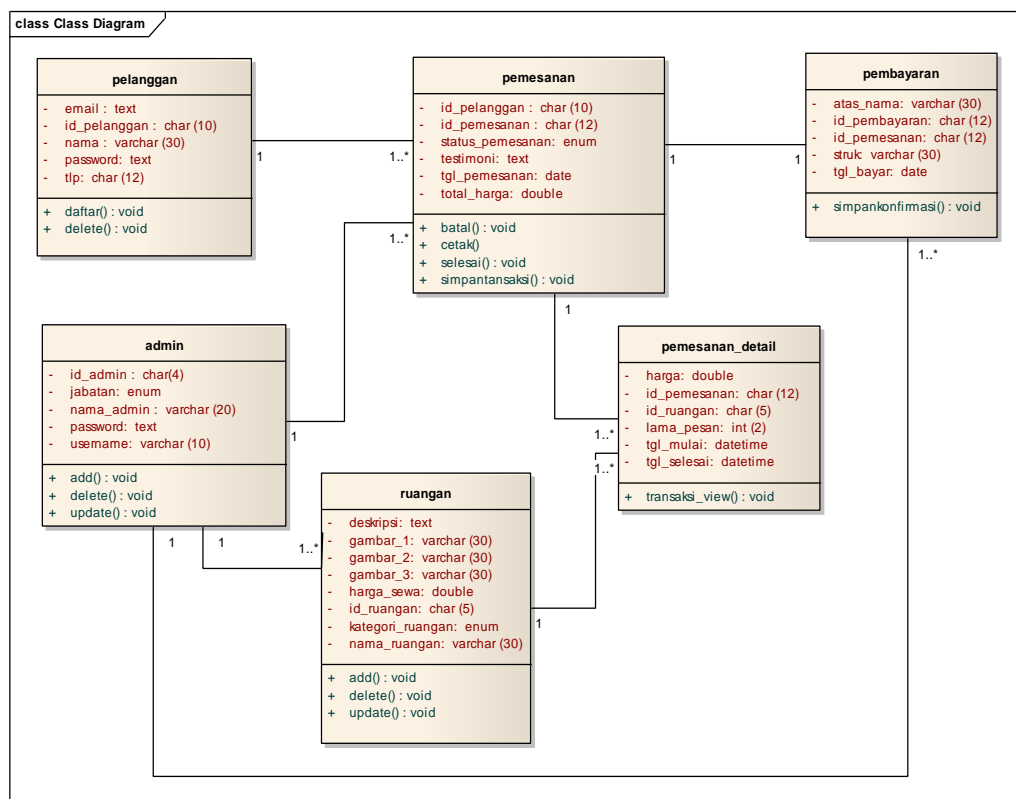 class Class Diagram
pelanggan
- email : text
- id_pelanggan : char (10)
- nama : varchar (30)
- password: text
- tlp: char (12)
+ daftar() : void
+ delete() : void
1
1..*
pemesanan
- id_pelanggan : char (10)
- id_pemesanan : char (12)
- status_pemesanan: enum
- testimoni: text
- tgl_pemesanan: date
- total_harga: double
+ batal() : void
+ cetak()
+ selesai() : void
+ simpantansaksi() : void
1
1
pembayaran
- atas_nama: varchar (30)
- id_pembayaran: char (12)
- id_pemesanan: char (12)
- struk: varchar (30)
- tgl_bayar: date
+ simpankonfirmasi() : void
1..*
1..*
1
admin
- id_admin : char(4)
- jabatan: enum
- nama_admin : varchar (20)
- password: text
- username: varchar (10)
+ add() : void
+ delete() : void
+ update() : void
1
1
1
1..*
pemesanan_detail
- harga: double
- id_pemesanan: char (12)
- id_ruangan: char (5)
- lama_pesan: int (2)
- tgl_mulai: datetime
- tgl_selesai: datetime
+ transaksi_view() : void
1..*
1..*
ruangan
- deskripsi: text
- gambar_1: varchar (30)
- gambar_2: varchar (30)
- gambar_3: varchar (30)
- harga_sewa: double
- id_ruangan: char (5)
- kategori_ruangan: enum
- nama_ruangan: varchar (30)
+ add() : void
+ delete() : void
+ update() : void
1